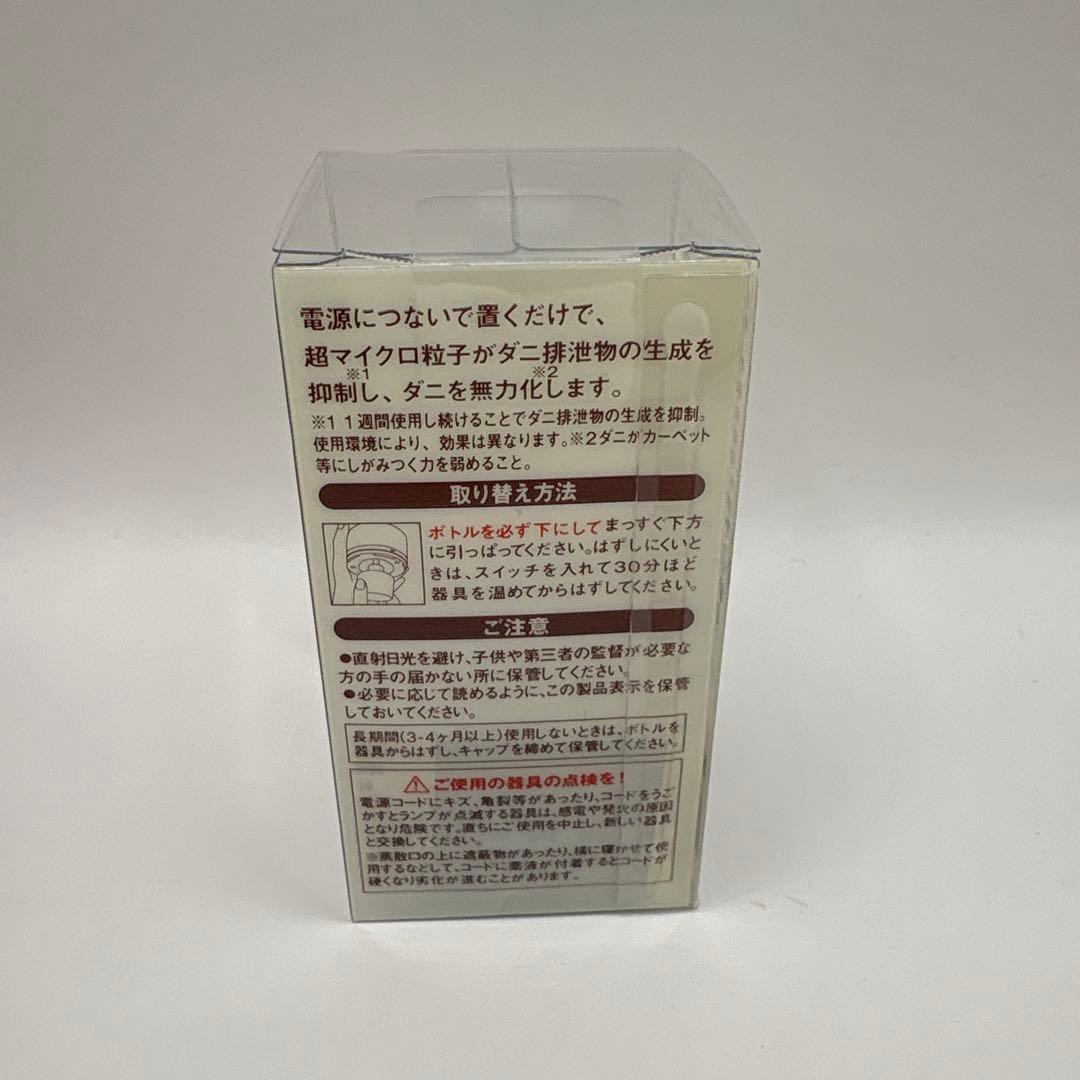 電源につないで置くだけで、
超マイクロ粒子がダニ排泄物の生成を
抑制し※1、ダニを無力化※2します。
※1 1週間使用し続けることでダニ排泄物の生成を抑制。
使用環境により、効果は異なります。※2ダニがカーペット
等にしがみつく力を弱めること。
取り替え方法
ボトルを必ず下にしてまっすぐ下方
に引っぱってください。はずしにくいと
きは、スイッチを入れて30分ほど
器具を温めてからはずしてください。
ご注意
●直射日光を避け、子供や第三者の監督が必要な
方の手の届かない所に保管してください。
●必要に応じて読めるように、この製品表示を保管
しておいてください。
長期間(3-4ヶ月以上)使用しないときは、ボトルを
器具からはずし、キャップを締めて保管してください。
⚠ご使用の器具の点検を!
電源コードにキズ、亀裂等があったり、コードをうご
かすとランプが点滅する器具は、感電や発火の原因
となり危険です。直ちにご使用を中止し、新しい器具
と交換してください。
※蒸散口の上に遮蔽物があったり、横に寝かせて使
用するなどして、コードに薬液が付着するとコードが
硬くなり劣化が進むことがあります。